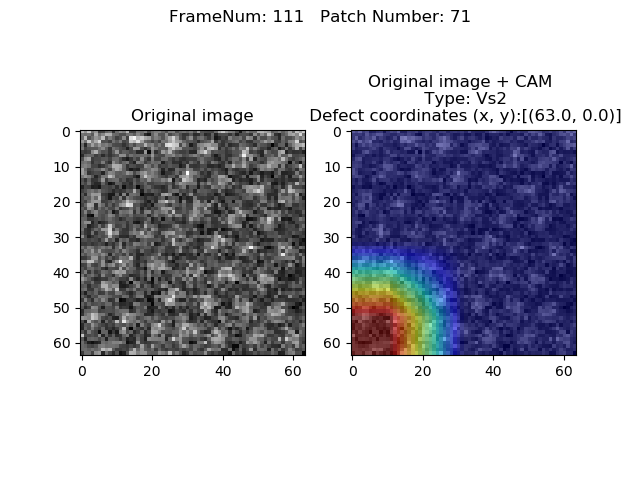 FrameNum: 111   Patch Number: 71
Original image
Original image + CAM
Type: Vs2
Defect coordinates (x, y):[(63.0, 0.0)]
0
10
20
30
40
50
60
0 20 40 60
0
10
20
30
40
50
60
0 20 40 60